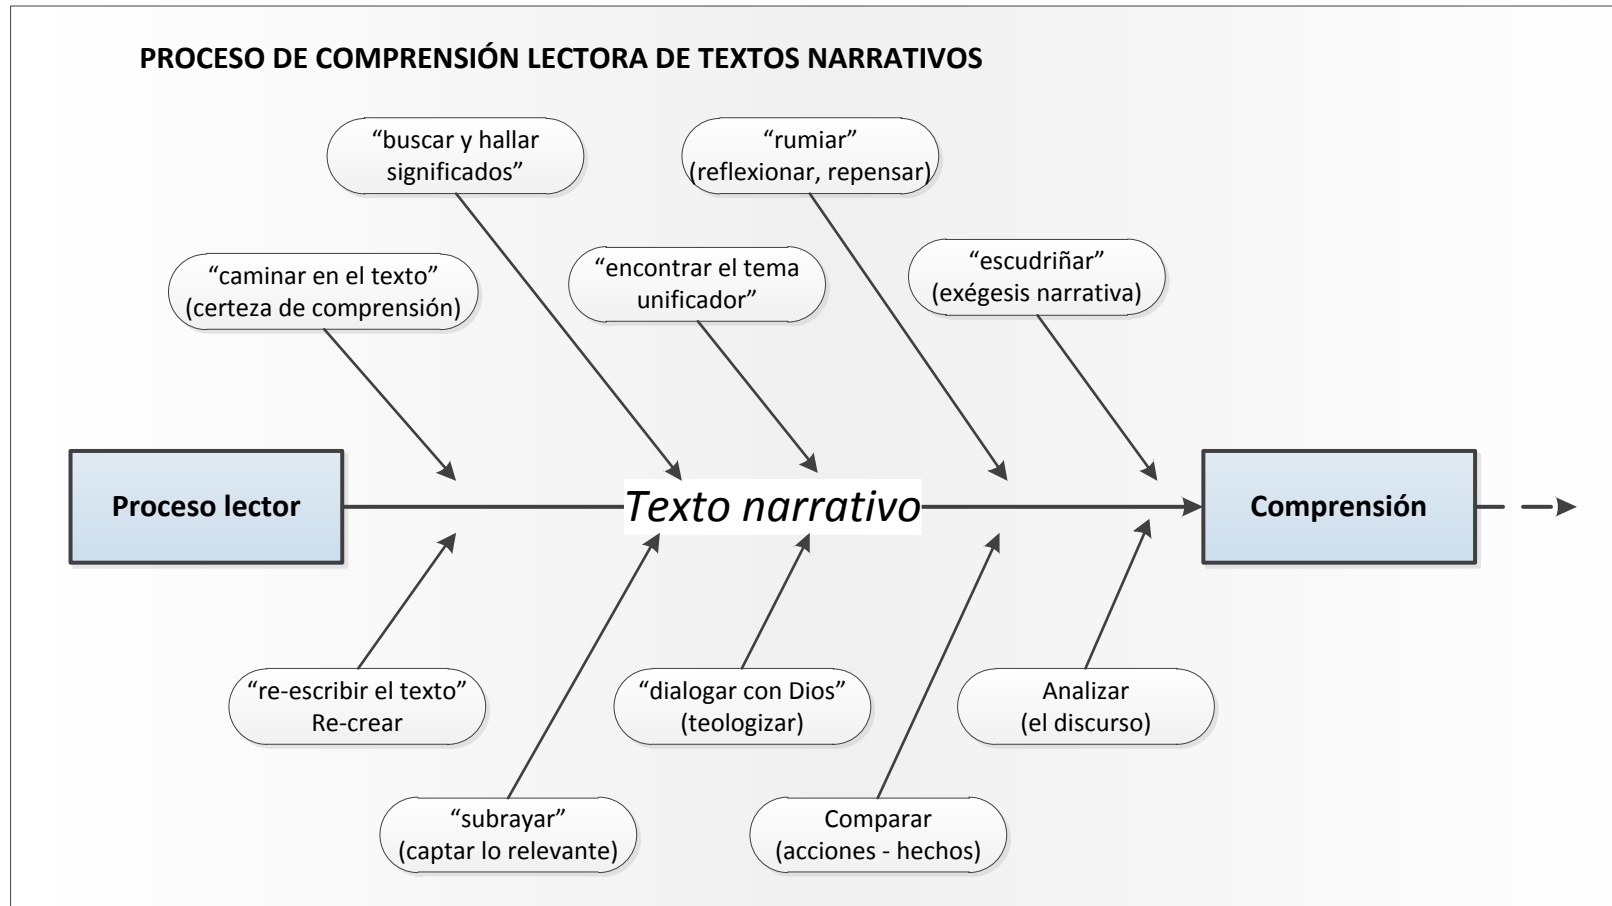 PROCESO DE COMPRENSIÓN LECTORA DE TEXTOS NARRATIVOS
“buscar y hallar
significados”
“rumiar”
(reflexionar, repensar)
“caminar en el texto”
(certeza de comprensión)
“encontrar el tema
unificador”
“escudriñar”
(exégesis narrativa)
Proceso lector
Texto narrativo
Comprensión
“re-escribir el texto”
Re-crear
“dialogar con Dios”
(teologizar)
Analizar
(el discurso)
“subrayar”
(captar lo relevante)
Comparar
(acciones - hechos)